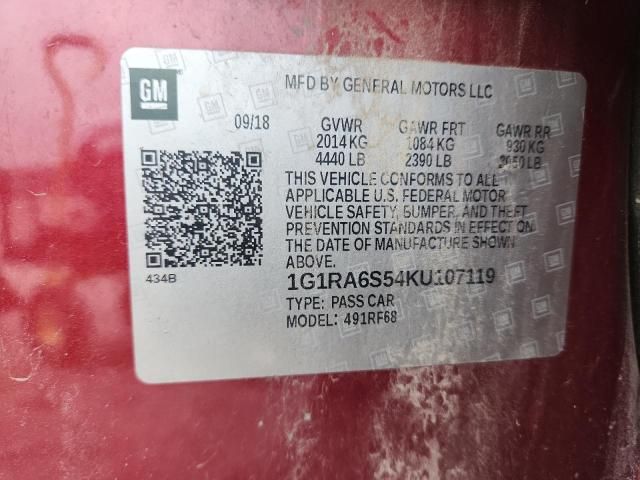 GM
MFD BY GENERAL MOTORS LLC
09/18 GVWR GAWR FRT GAWR RR
2014 KG 1084 KG 930 KG
4440 LB 2390 LB 2050 LB
THIS VEHICLE CONFORMS TO ALL
APPLICABLE U.S. FEDERAL MOTOR
VEHICLE SAFETY, BUMPER, AND THEFT
PREVENTION STANDARDS IN EFFECT ON
THE DATE OF MANUFACTURE SHOWN
ABOVE.
434B
1G1RA6S54KU107119
TYPE: PASS CAR
MODEL: 491RF68